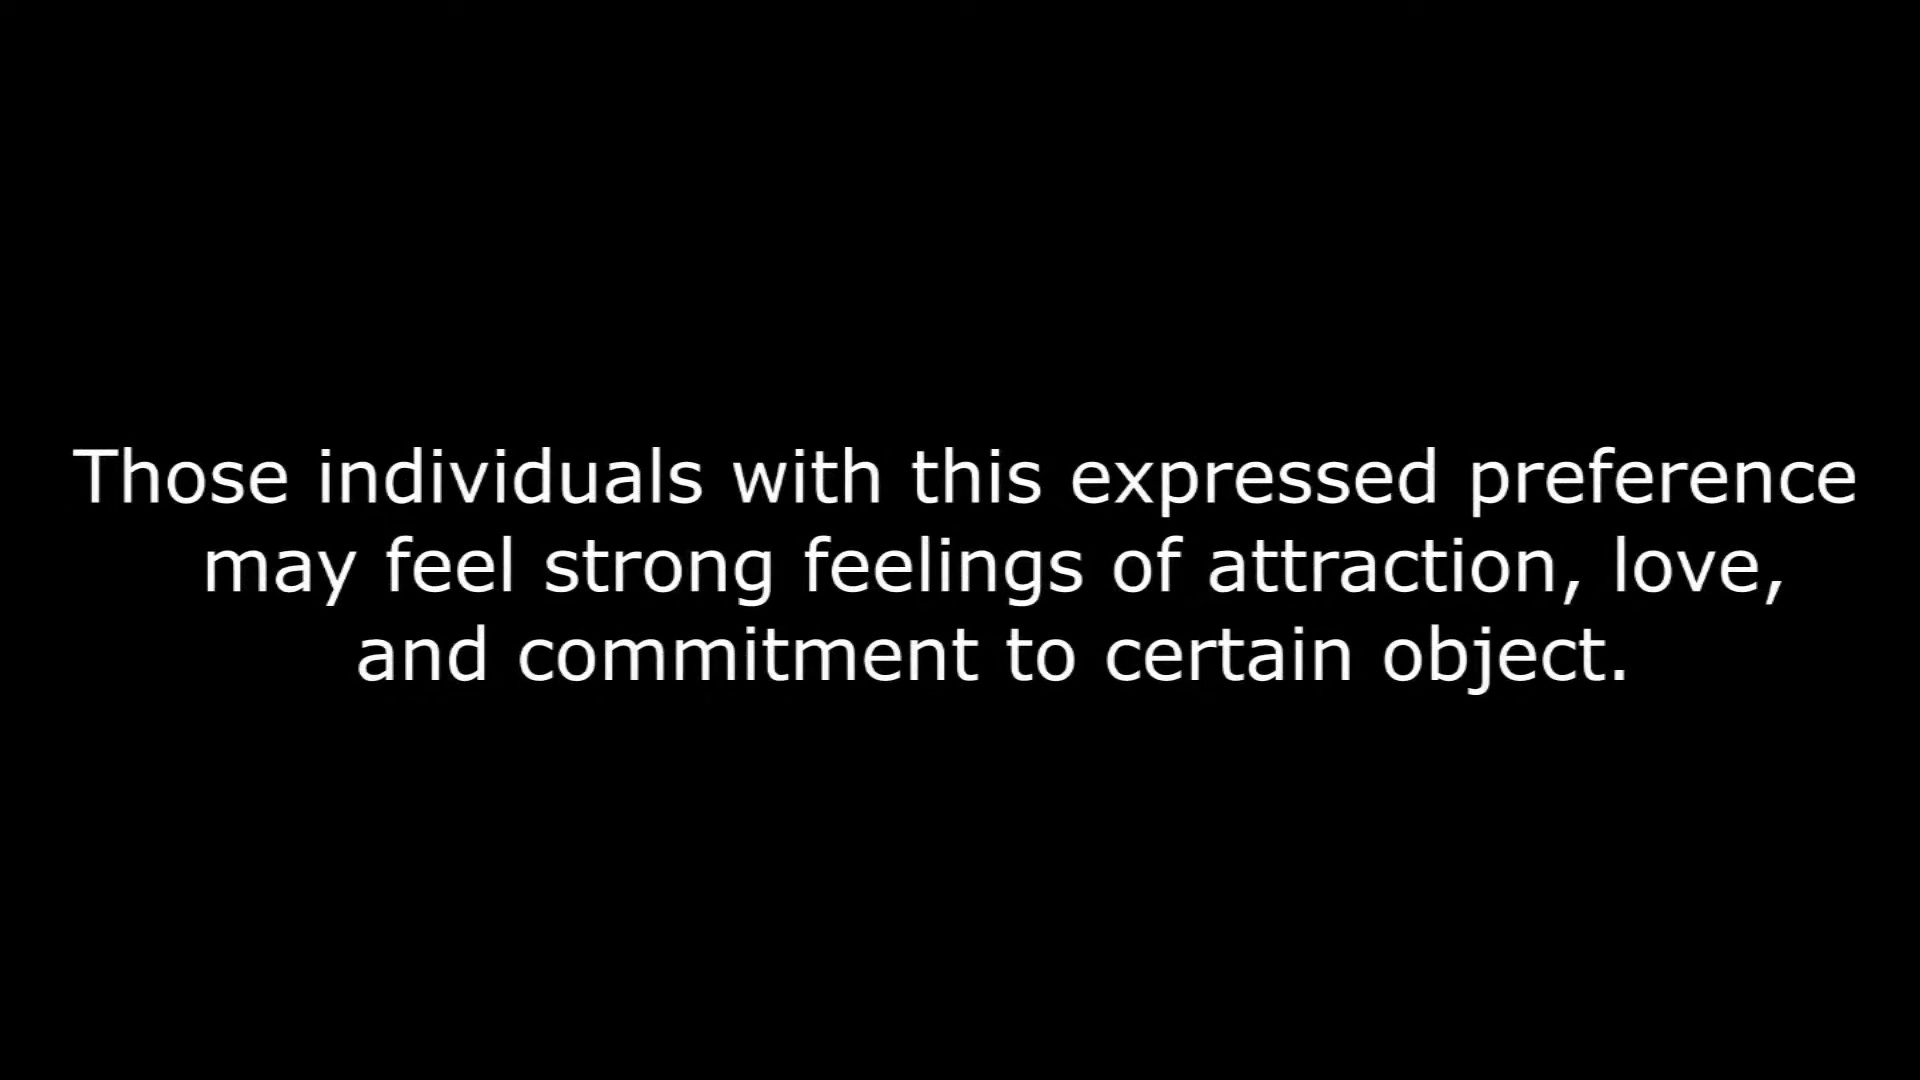 Those individuals with this expressed preference
may feel strong feelings of attraction, love,
and commitment to certain object.